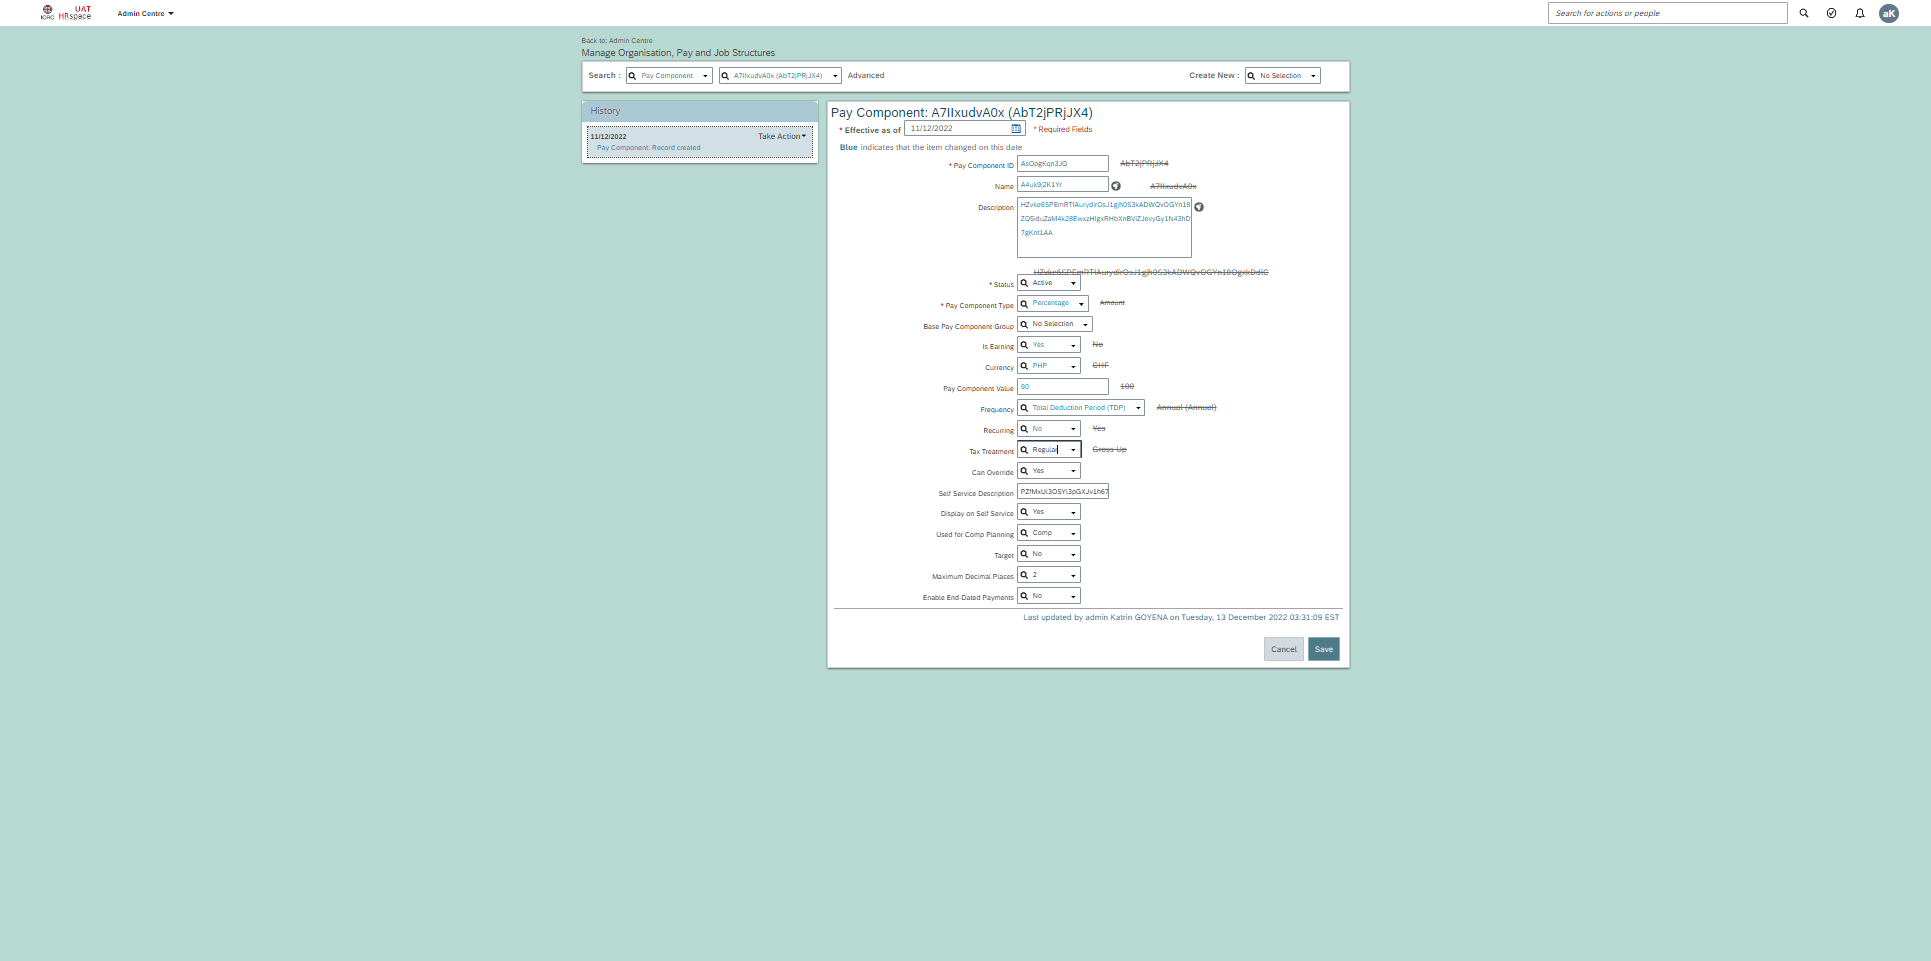 ICRC
UAT
HRspace
Admin Centre
Search for actions or people
aK
Back to: Admin Centre
Manage Organisation, Pay and Job Structures
Search : Pay Component A7IIxudvA0x (AbT2jPRjJX4) Advanced
Create New : No Selection
History
11/12/2022 Take Action
Pay Component: Record created
Pay Component: A7IIxudvA0x (AbT2jPRjJX4)
* Effective as of 11/12/2022 * Required Fields
Blue indicates that the item changed on this date
* Pay Component ID AsOpgKqn3JQ AbT2jPRjJX4
Name A4uk9j2K1Yr A7IIxudvA0x
Description HZvke6SPEmRTIAurydirOsJ1gjh0S3kADWQvOGYn18
ZQ5iduZaM4k28EwxzHIgxRHbXnBViZJevyGy1N43hD
7gKnt1AA
HZvke6SPEmRTIAurydirOsJ1gjh0S3kADWQvOGYn18OgxkDdlC
* Status Active
* Pay Component Type Percentage Amount
Base Pay Component Group No Selection
Is Earning Yes No
Currency PHP CHF
Pay Component Value 90 100
Frequency Total Deduction Period (TDP) Annual (Annual)
Recurring No Yes
Tax Treatment Regular Gross-Up
Can Override Yes
Self Service Description PZfMxUl3OSYl3pGXJv1h67
Display on Self Service Yes
Used for Comp Planning Comp
Target No
Maximum Decimal Places 2
Enable End-Dated Payments No
Last updated by admin Katrin GOYENA on Tuesday, 13 December 2022 03:31:09 EST
Cancel Save